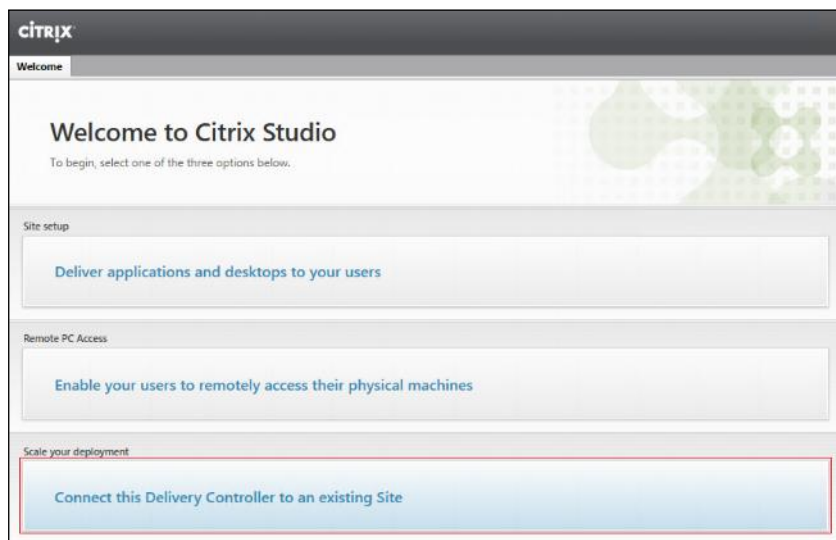 CITRIX
Welcome
Welcome to Citrix Studio
To begin, select one of the three options below.
Site setup
Deliver applications and desktops to your users
Remote PC Access
Enable your users to remotely access their physical machines
Scale your deployment
Connect this Delivery Controller to an existing Site